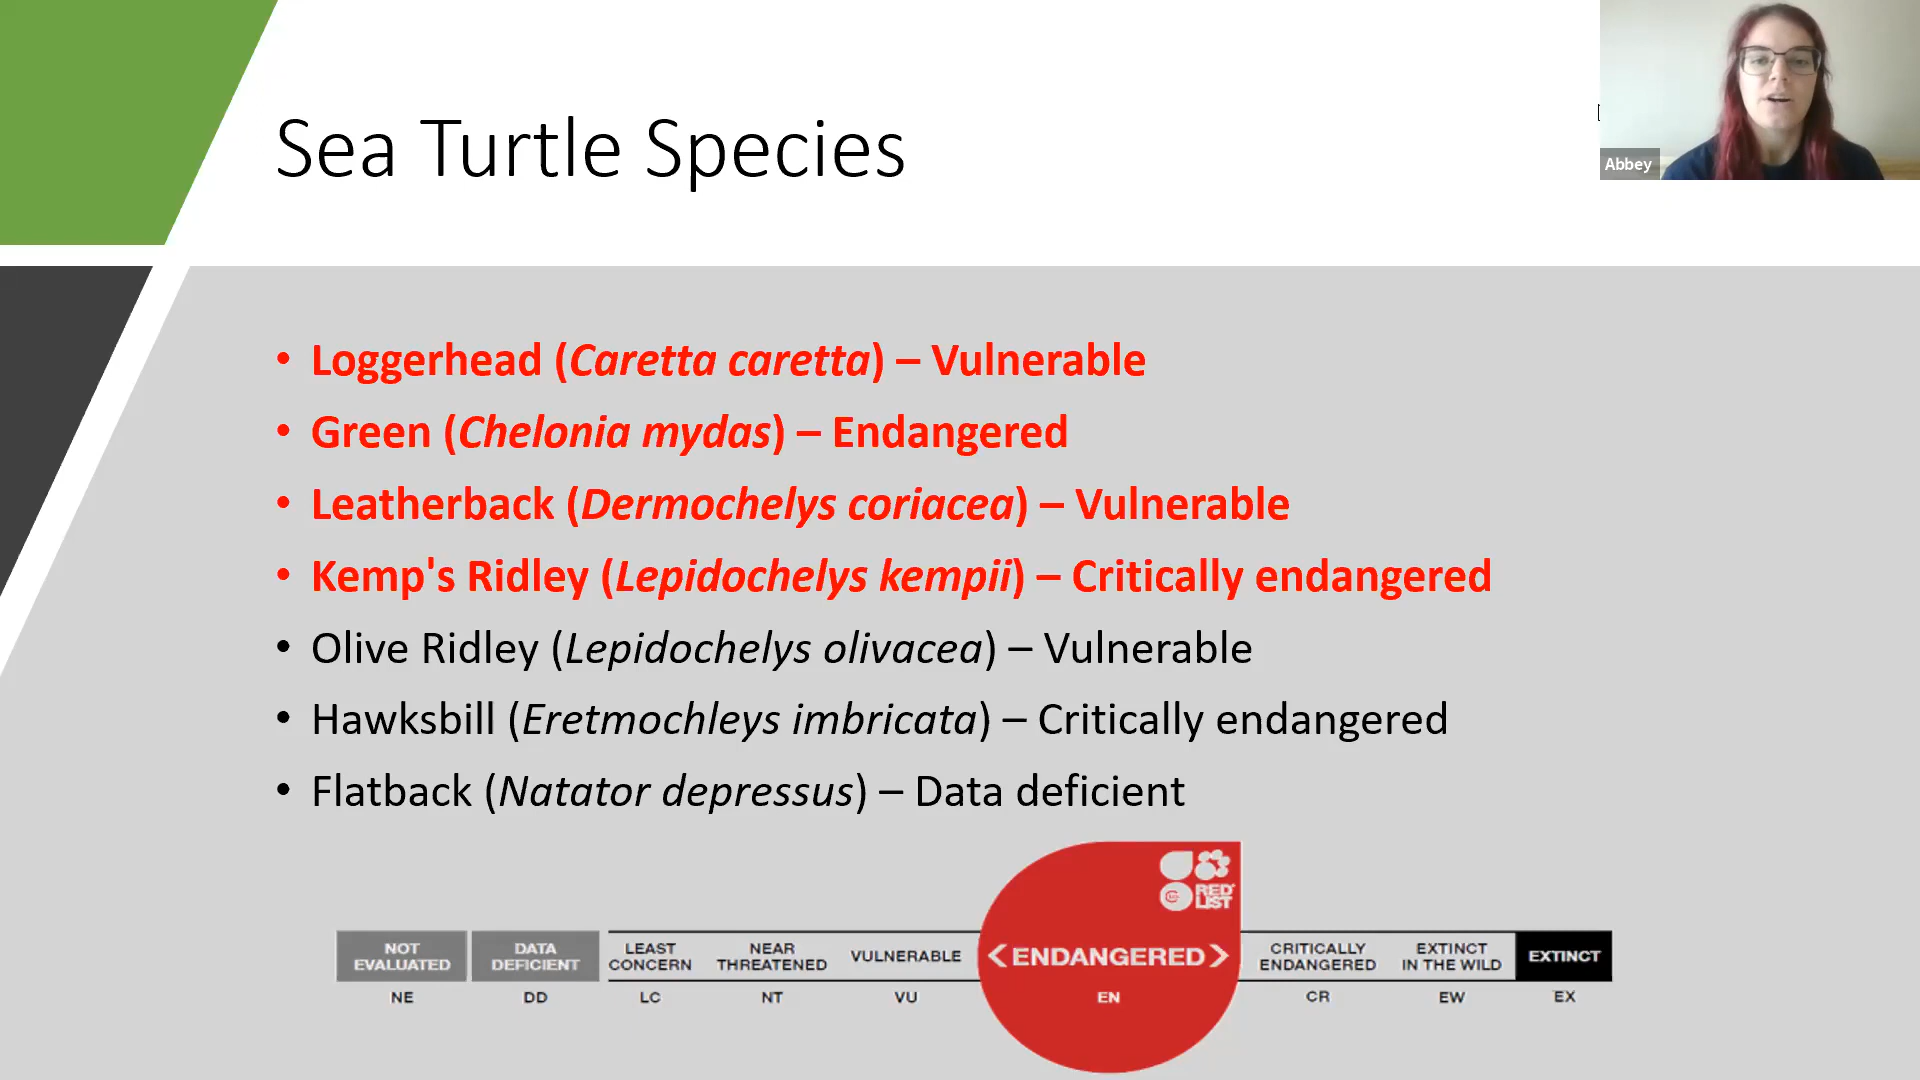 Sea Turtle Species
Abbey
• Loggerhead (Caretta caretta) – Vulnerable
• Green (Chelonia mydas) – Endangered
• Leatherback (Dermochelys coriacea) – Vulnerable
• Kemp's Ridley (Lepidochelys kempii) – Critically endangered
• Olive Ridley (Lepidochelys olivacea) – Vulnerable
• Hawksbill (Eretmochleys imbricata) – Critically endangered
• Flatback (Natator depressus) – Data deficient
RED
LIST
NOT
EVALUATED
DATA
DEFICIENT
LEAST
CONCERN
NEAR
THREATENED
VULNERABLE
<ENDANGERED>
CRITICALLY
ENDANGERED
EXTINCT
IN THE WILD
EXTINCT
NE
DD
LC
NT
VU
EN
CR
EW
EX